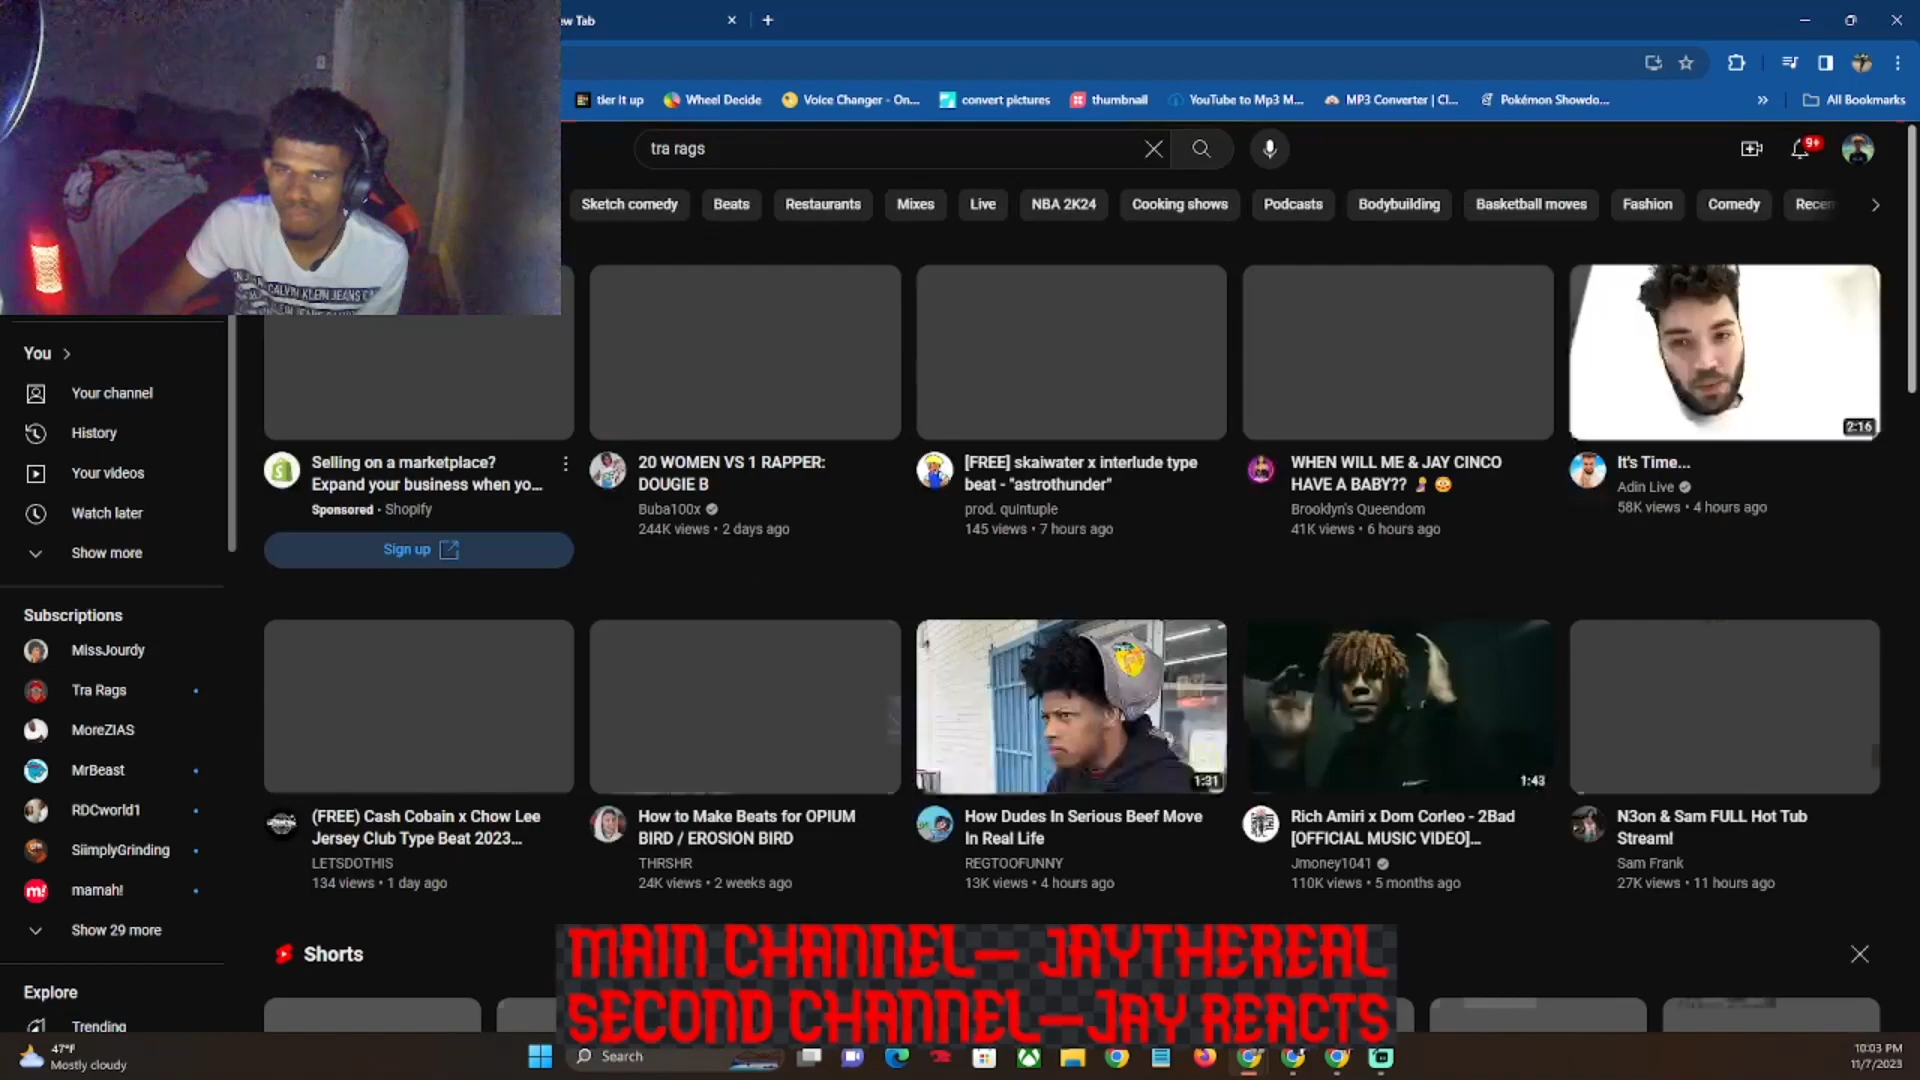 ew Tab
tier it up
Wheel Decide
Voice Changer - On...
convert pictures
thumbnail
YouTube to Mp3 M...
MP3 Converter | Cl...
Pokémon Showdo...
»
All Bookmarks
CALVIN KLEIN JEANS
tra rags
9+
Sketch comedy
Beats
Restaurants
Mixes
Live
NBA 2K24
Cooking shows
Podcasts
Bodybuilding
Basketball moves
Fashion
Comedy
Recen
You
Your channel
History
Your videos
Watch later
Show more
Subscriptions
MissJourdy
Tra Rags
MoreZIAS
MrBeast
RDCworld1
SiimplyGrinding
m!
mamah!
Show 29 more
Explore
Trending
Selling on a marketplace?
Expand your business when yo...
Sponsored • Shopify
Sign up
20 WOMEN VS 1 RAPPER:
DOUGIE B
Buba100x
244K views • 2 days ago
[FREE] skaiwater x interlude type
beat - "astrothunder"
prod. quintuple
145 views • 7 hours ago
WHEN WILL ME & JAY CINCO
HAVE A BABY??
Brooklyn's Queendom
41K views • 6 hours ago
2:16
It's Time...
Adin Live
58K views • 4 hours ago
(FREE) Cash Cobain x Chow Lee
Jersey Club Type Beat 2023...
LETSDOTHIS
134 views • 1 day ago
How to Make Beats for OPIUM
BIRD / EROSION BIRD
THRSHR
24K views • 2 weeks ago
1:31
How Dudes In Serious Beef Move
In Real Life
REGTOOFUNNY
13K views • 4 hours ago
1:43
Rich Amiri x Dom Corleo - 2Bad
[OFFICIAL MUSIC VIDEO]...
Jmoney1041
110K views • 5 months ago
N3on & Sam FULL Hot Tub
Stream!
Sam Frank
27K views • 11 hours ago
Shorts
MAIN CHANNEL- JAYTHEREAL
SECOND CHANNEL-JAY REACTS
47°F
Mostly cloudy
Search
10:03 PM
11/7/2023